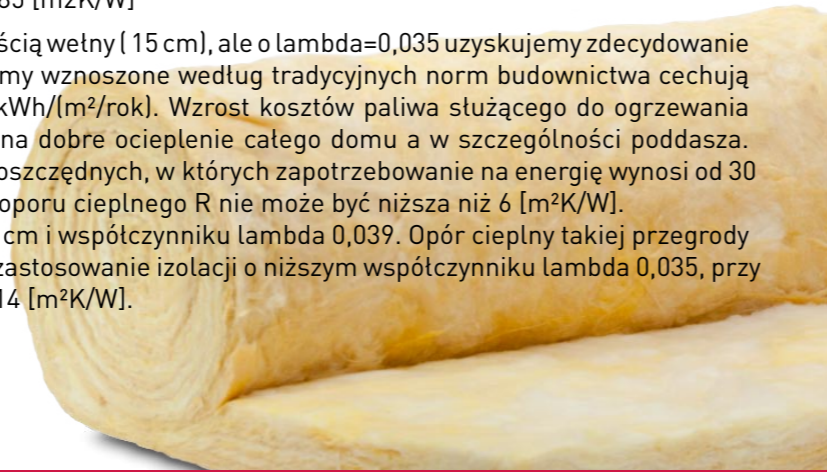 85 [m2K/W]
ścią wełny ( 15 cm), ale o lambda=0,035 uzyskujemy zdecydowanie
my wznoszone według tradycyjnych norm budownictwa cechują
kWh/(m²/rok). Wzrost kosztów paliwa służącego do ogrzewania
na dobre ocieplenie całego domu a w szczególności poddasza.
oszczędnych, w których zapotrzebowanie na energię wynosi od 30
oporu cieplnego R nie może być niższa niż 6 [m²K/W].
cm i współczynniku lambda 0,039. Opór cieplny takiej przegrody
zastosowanie izolacji o niższym współczynniku lambda 0,035, przy
14 [m²K/W].